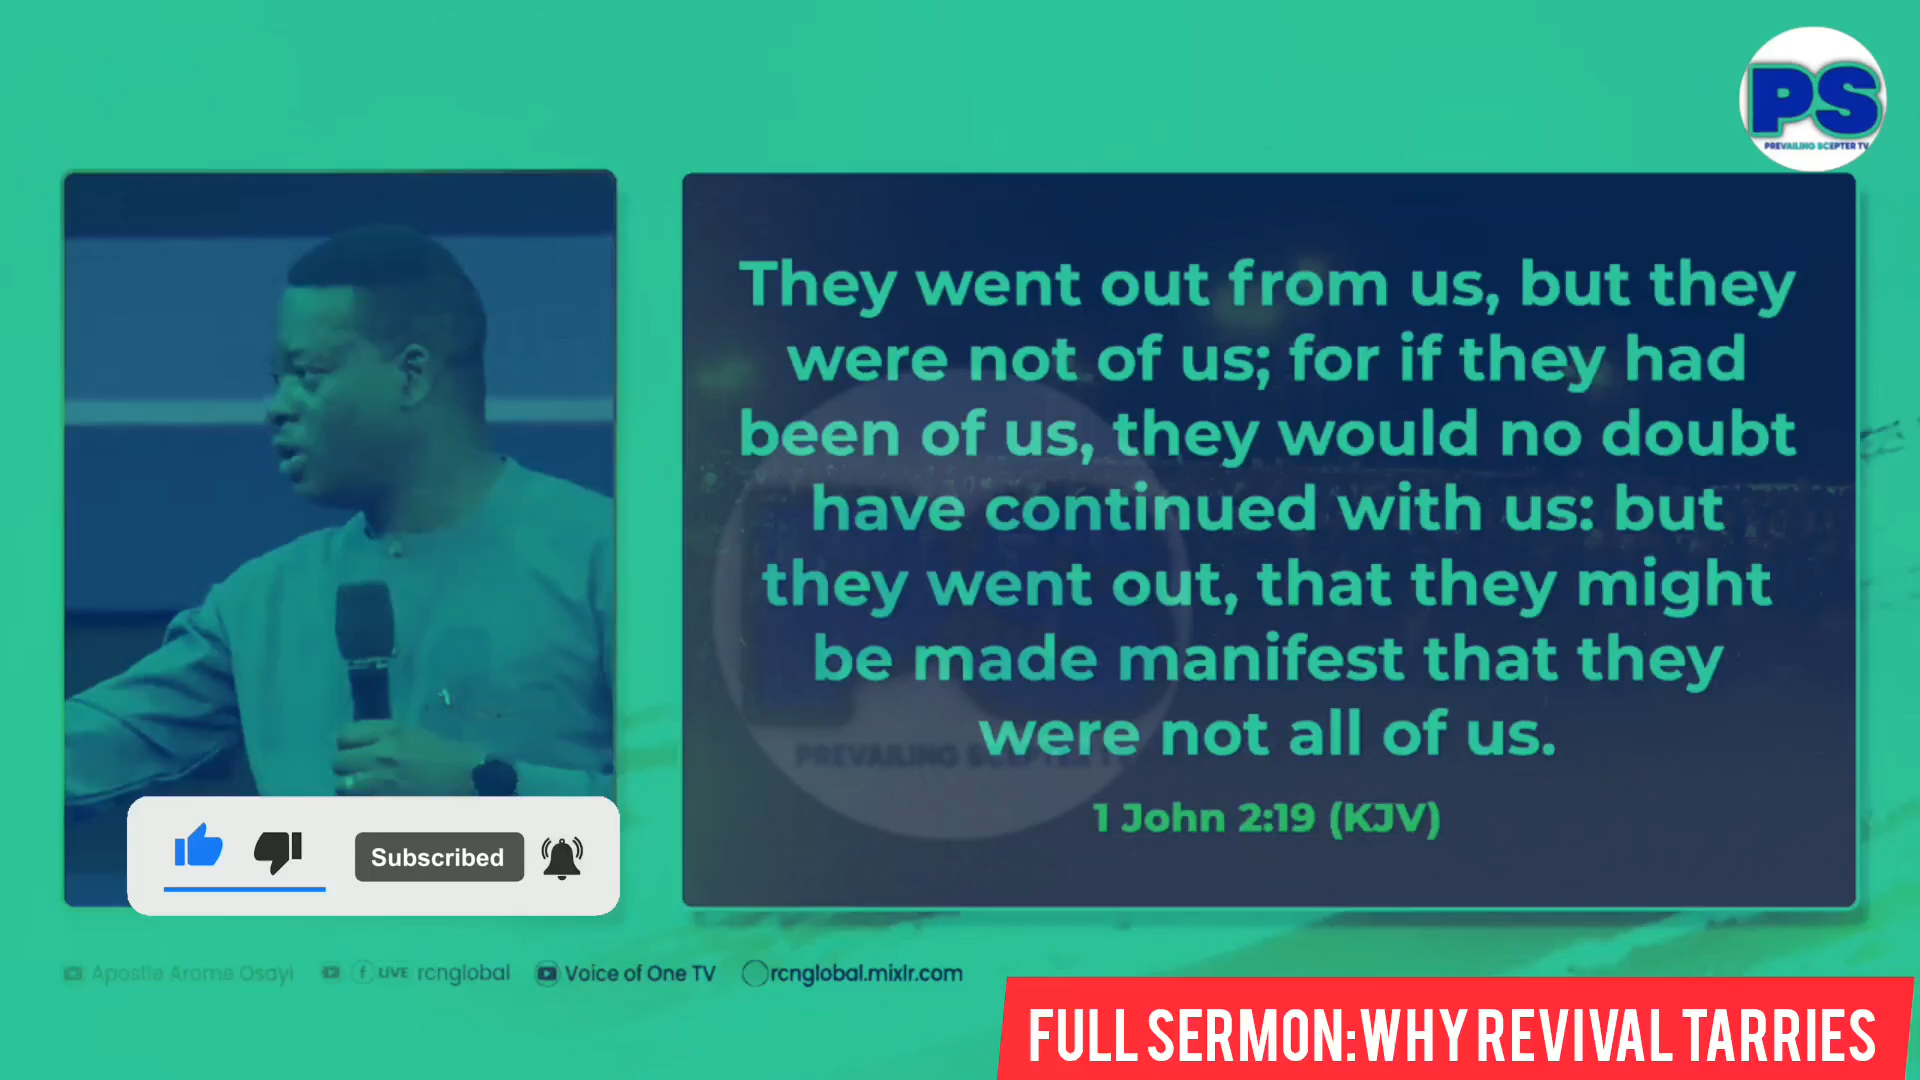 PS
PREVAILING SCEPTER TV
They went out from us, but they
were not of us; for if they had
been of us, they would no doubt
have continued with us: but
they went out, that they might
be made manifest that they
were not all of us.
PREVAILING SCEPTER TV
1 John 2:19 (KJV)
Subscribed
Apostle Arome Osayi LIVE rcnglobal Voice of One TV rcnglobal.mixlr.com
FULL SERMON:WHY REVIVAL TARRIES